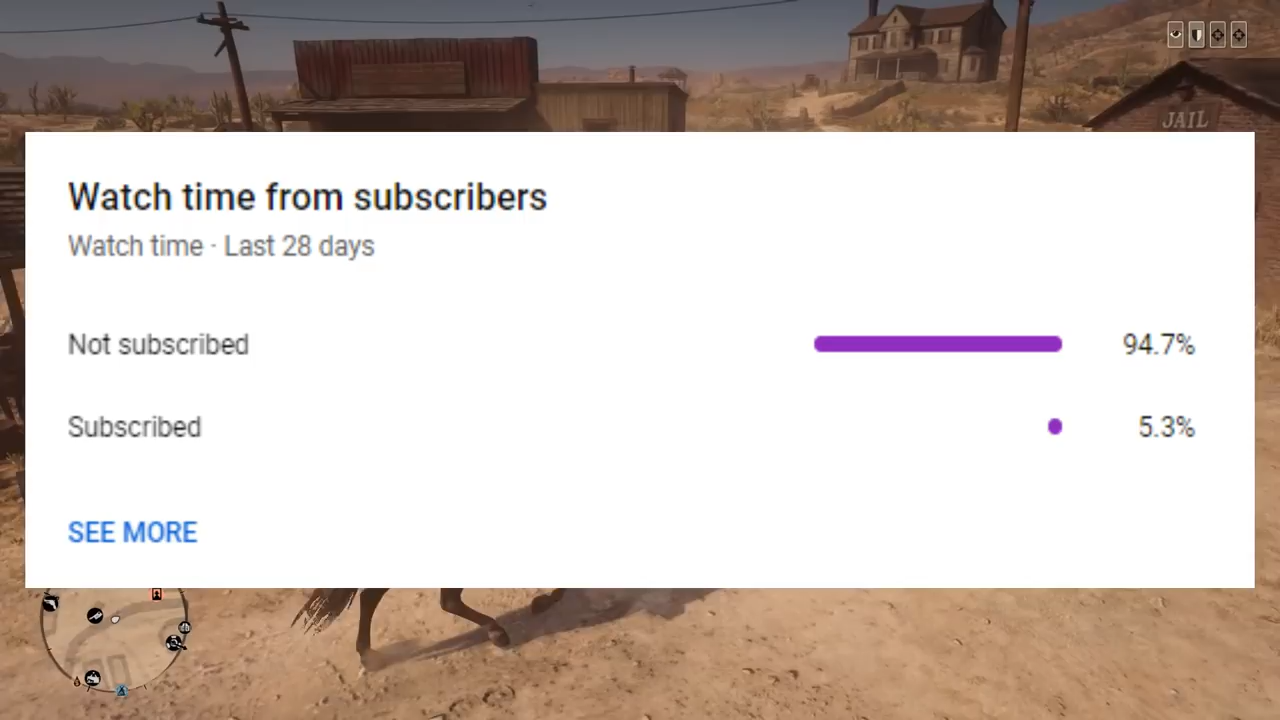 JAIL
Watch time from subscribers
Watch time · Last 28 days
Not subscribed 94.7%
Subscribed 5.3%
SEE MORE